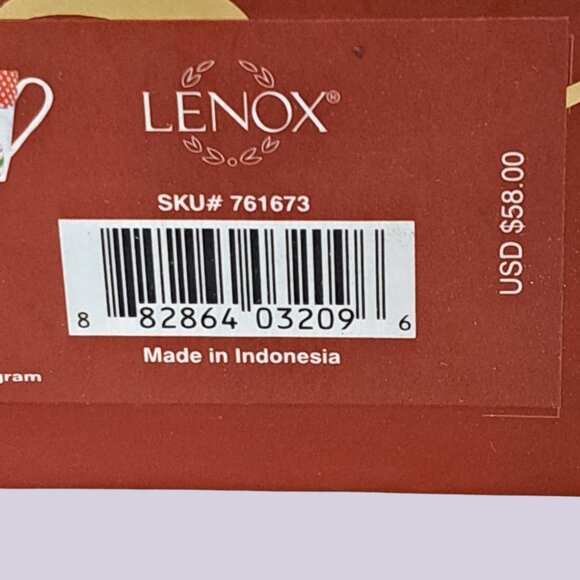 LENOX®
SKU# 761673
8 82864 03209 6
Made in Indonesia
USD $58.00
gram